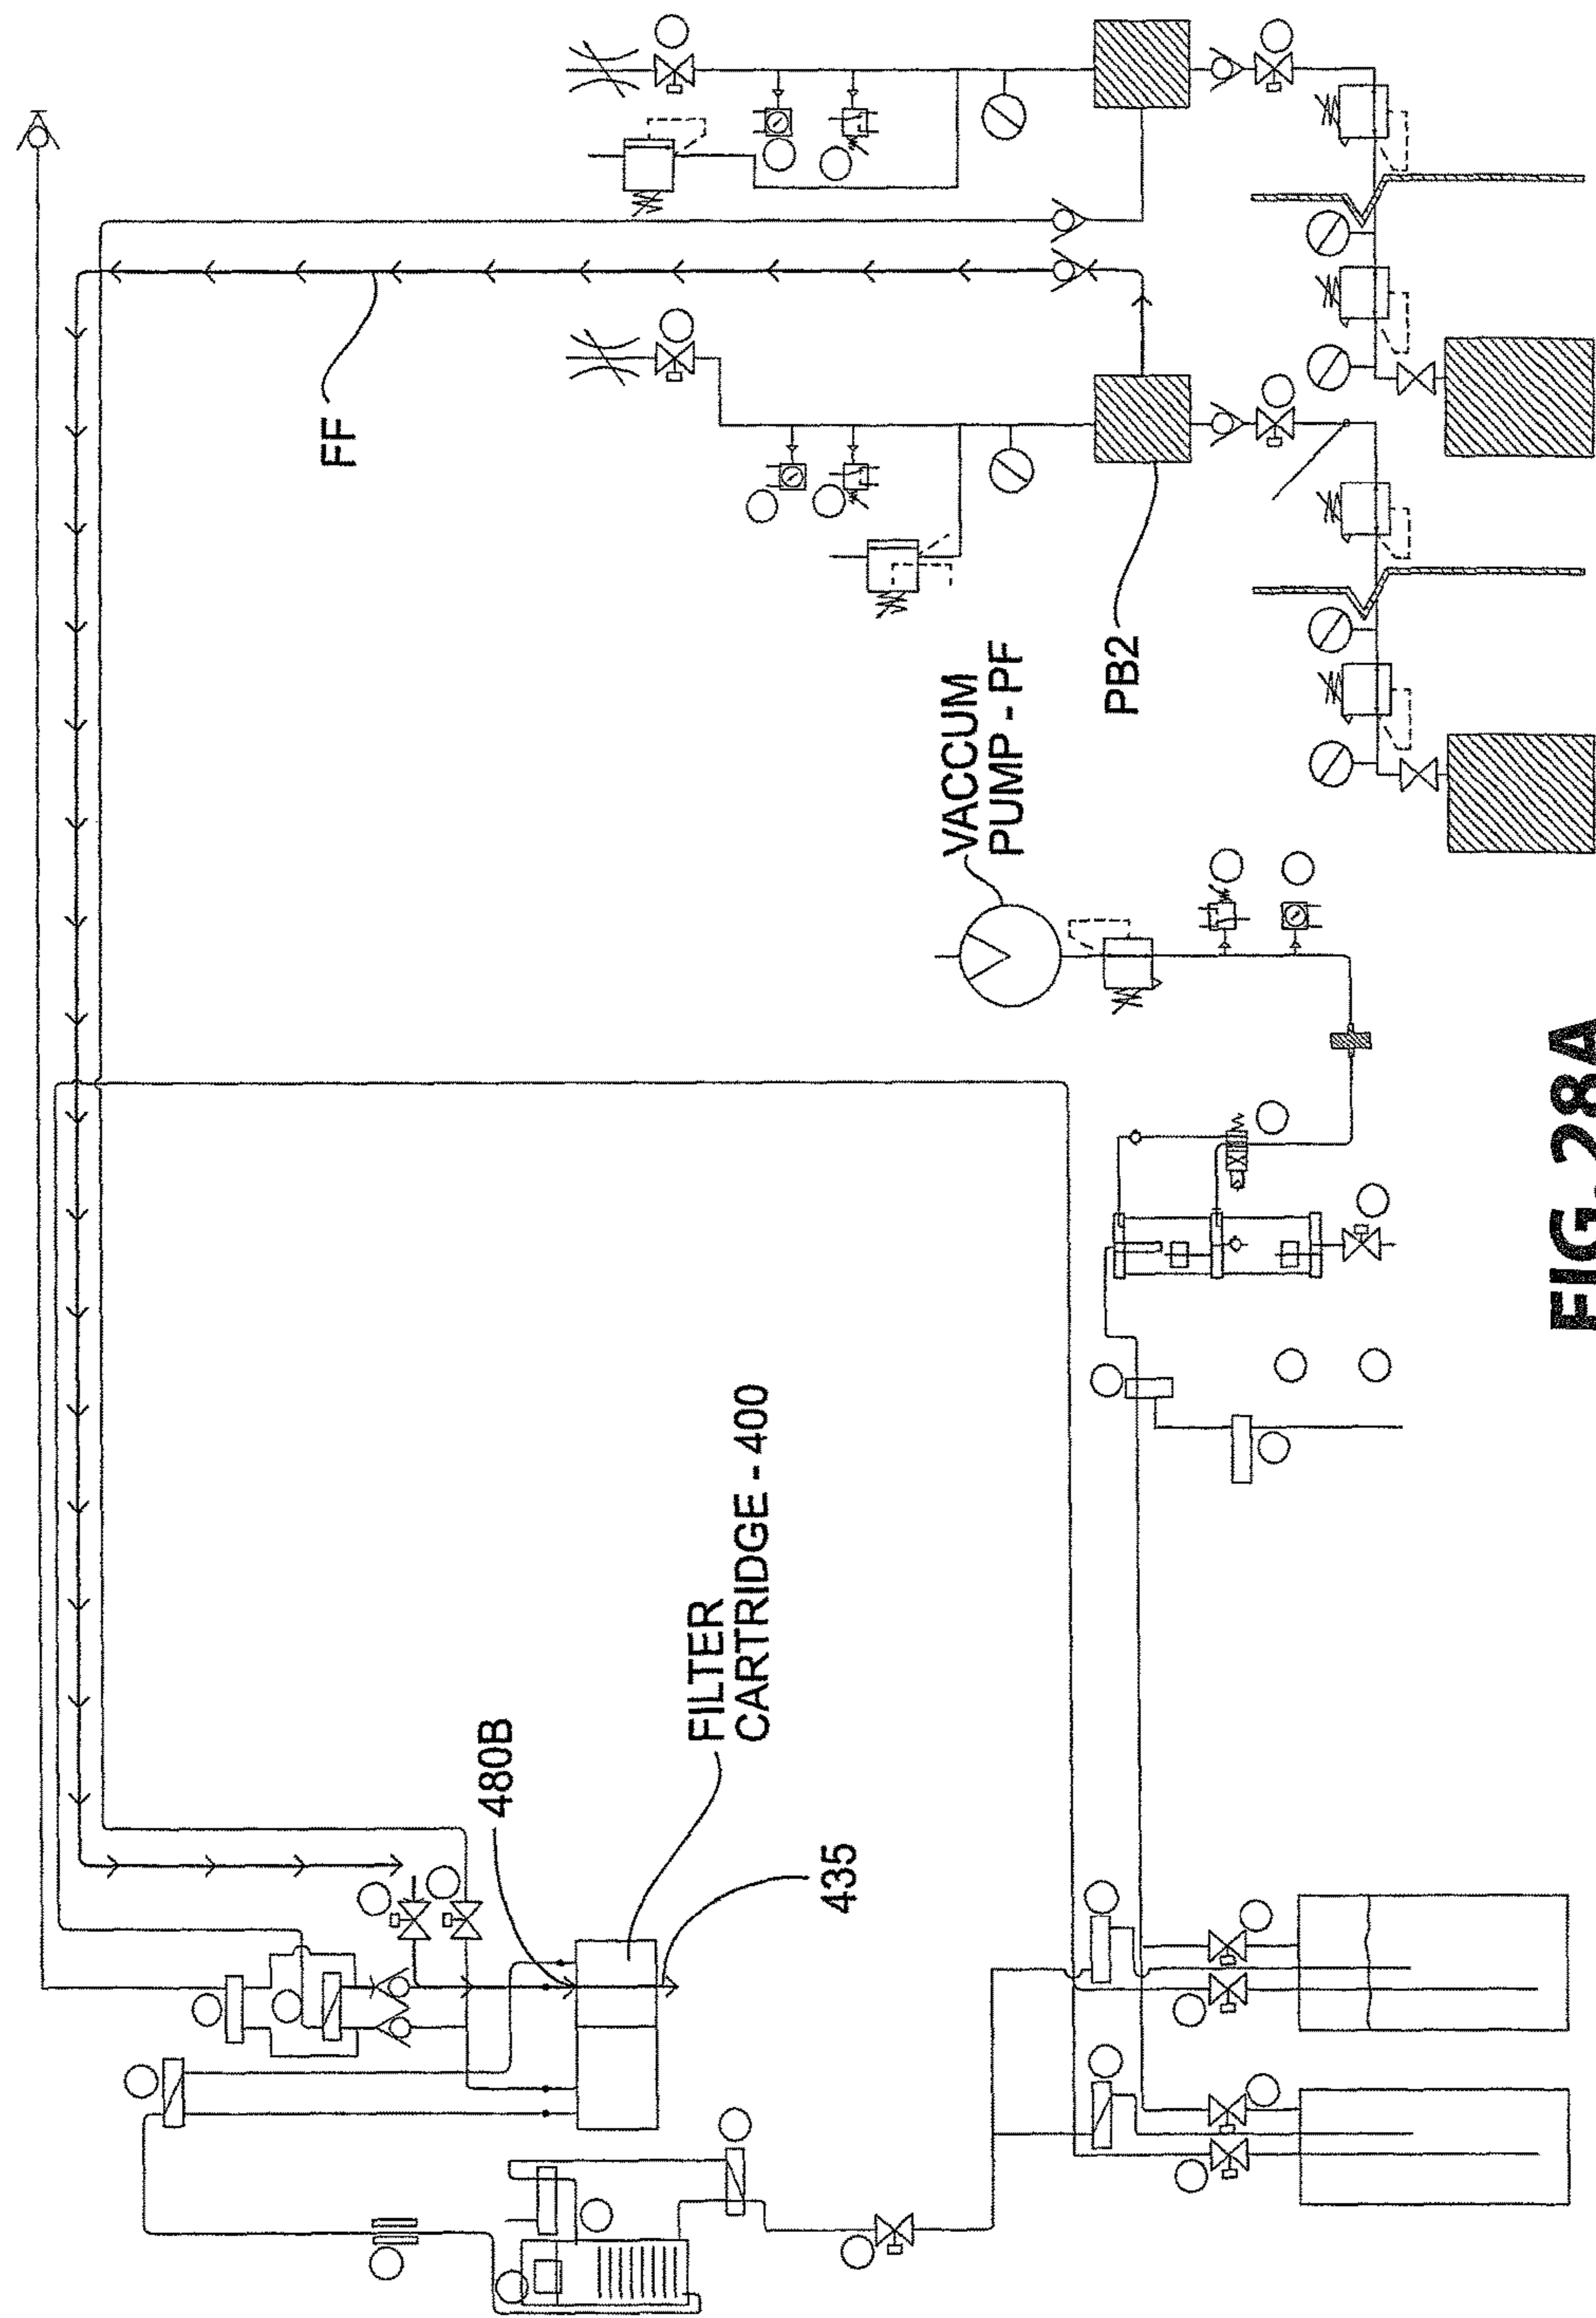 FF
VACCUM
PUMP - PF
PB2
480B
FILTER
CARTRIDGE - 400
435
FIG. 28A